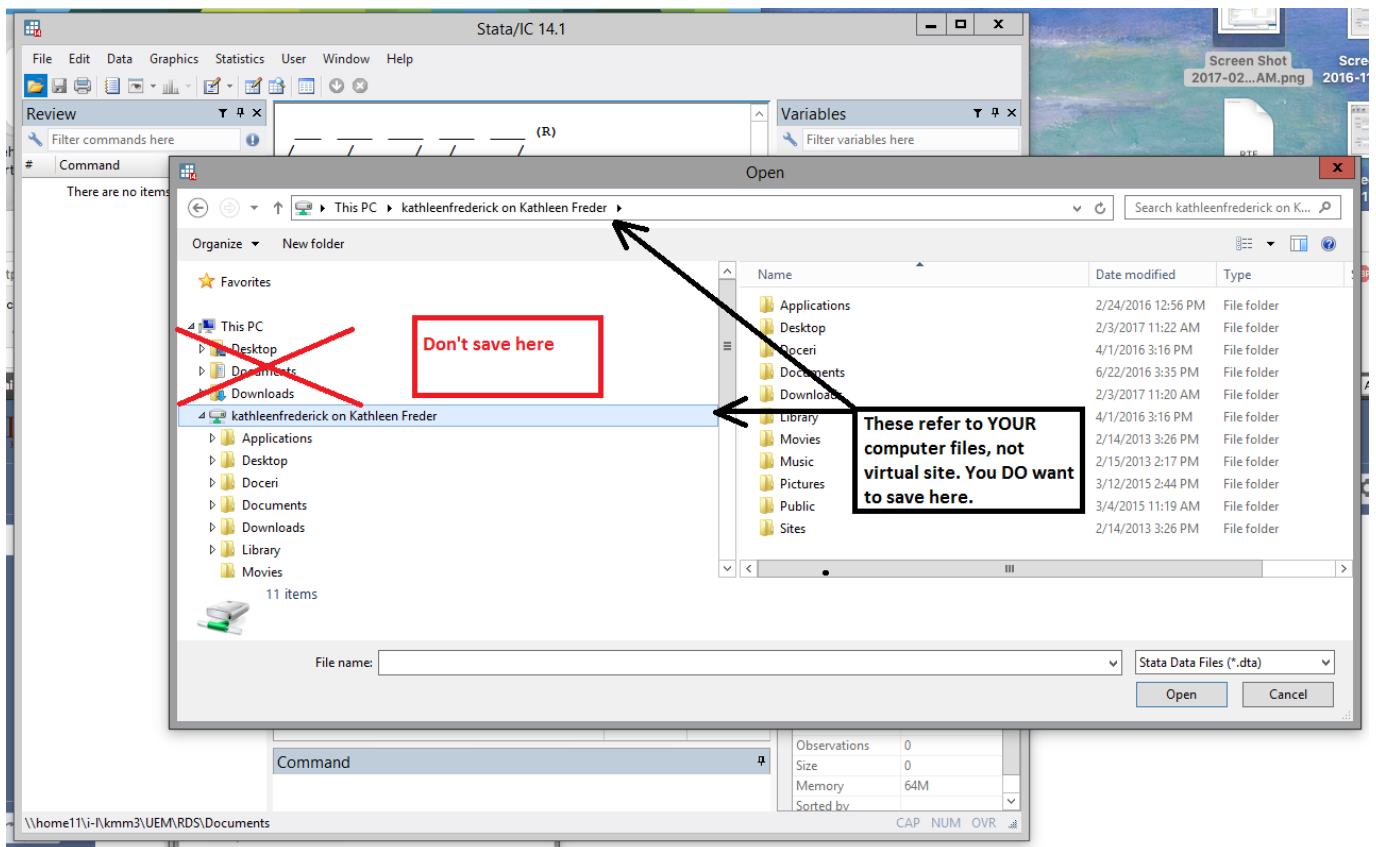 Stata/IC 14.1
Screen Shot
2017-02...AM.png
2016-11
File Edit Data Graphics Statistics User Window Help
Review
Variables
Filter commands here
(R)
Filter variables here
# Command
There are no items
Open
This PC kathleenfrederick on Kathleen Freder
Search kathleenfrederick on K...
Organize New folder
Favorites
This PC
Desktop
Documents
Downloads
kathleenfrederick on Kathleen Freder
Applications
Desktop
Doceri
Documents
Downloads
Library
Movies
Don't save here
Name Date modified Type
Applications 2/24/2016 12:56 PM File folder
Desktop 2/3/2017 11:22 AM File folder
Doceri 4/1/2016 3:16 PM File folder
Documents 6/22/2016 3:35 PM File folder
Downloads 2/3/2017 11:20 AM File folder
Library 4/1/2016 3:16 PM File folder
Movies 2/14/2013 3:26 PM File folder
Music 2/15/2013 2:17 PM File folder
Pictures 3/12/2015 2:44 PM File folder
Public 3/4/2015 11:19 AM File folder
Sites 2/14/2013 3:26 PM File folder
These refer to YOUR
computer files, not
virtual site. You DO want
to save here.
11 items
File name:
Stata Data Files (*.dta)
Open Cancel
Command
Observations 0
Size 0
Memory 64M
Sorted by
\\home11\i-l\kmm3\UEM\RDS\Documents
CAP NUM OVR